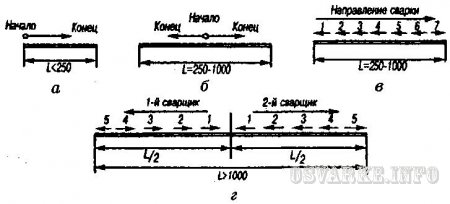 Начало Конец
L<250
а
Конец Начало Конец
L=250-1000
б
Направление сварки
1 2 3 4 5 6 7
L=250-1000
в
1-й сварщик 2-й сварщик
5 4 3 2 1 1 2 3 4 5
L/2 L/2
L>1000
г
OSVARKE.INFO